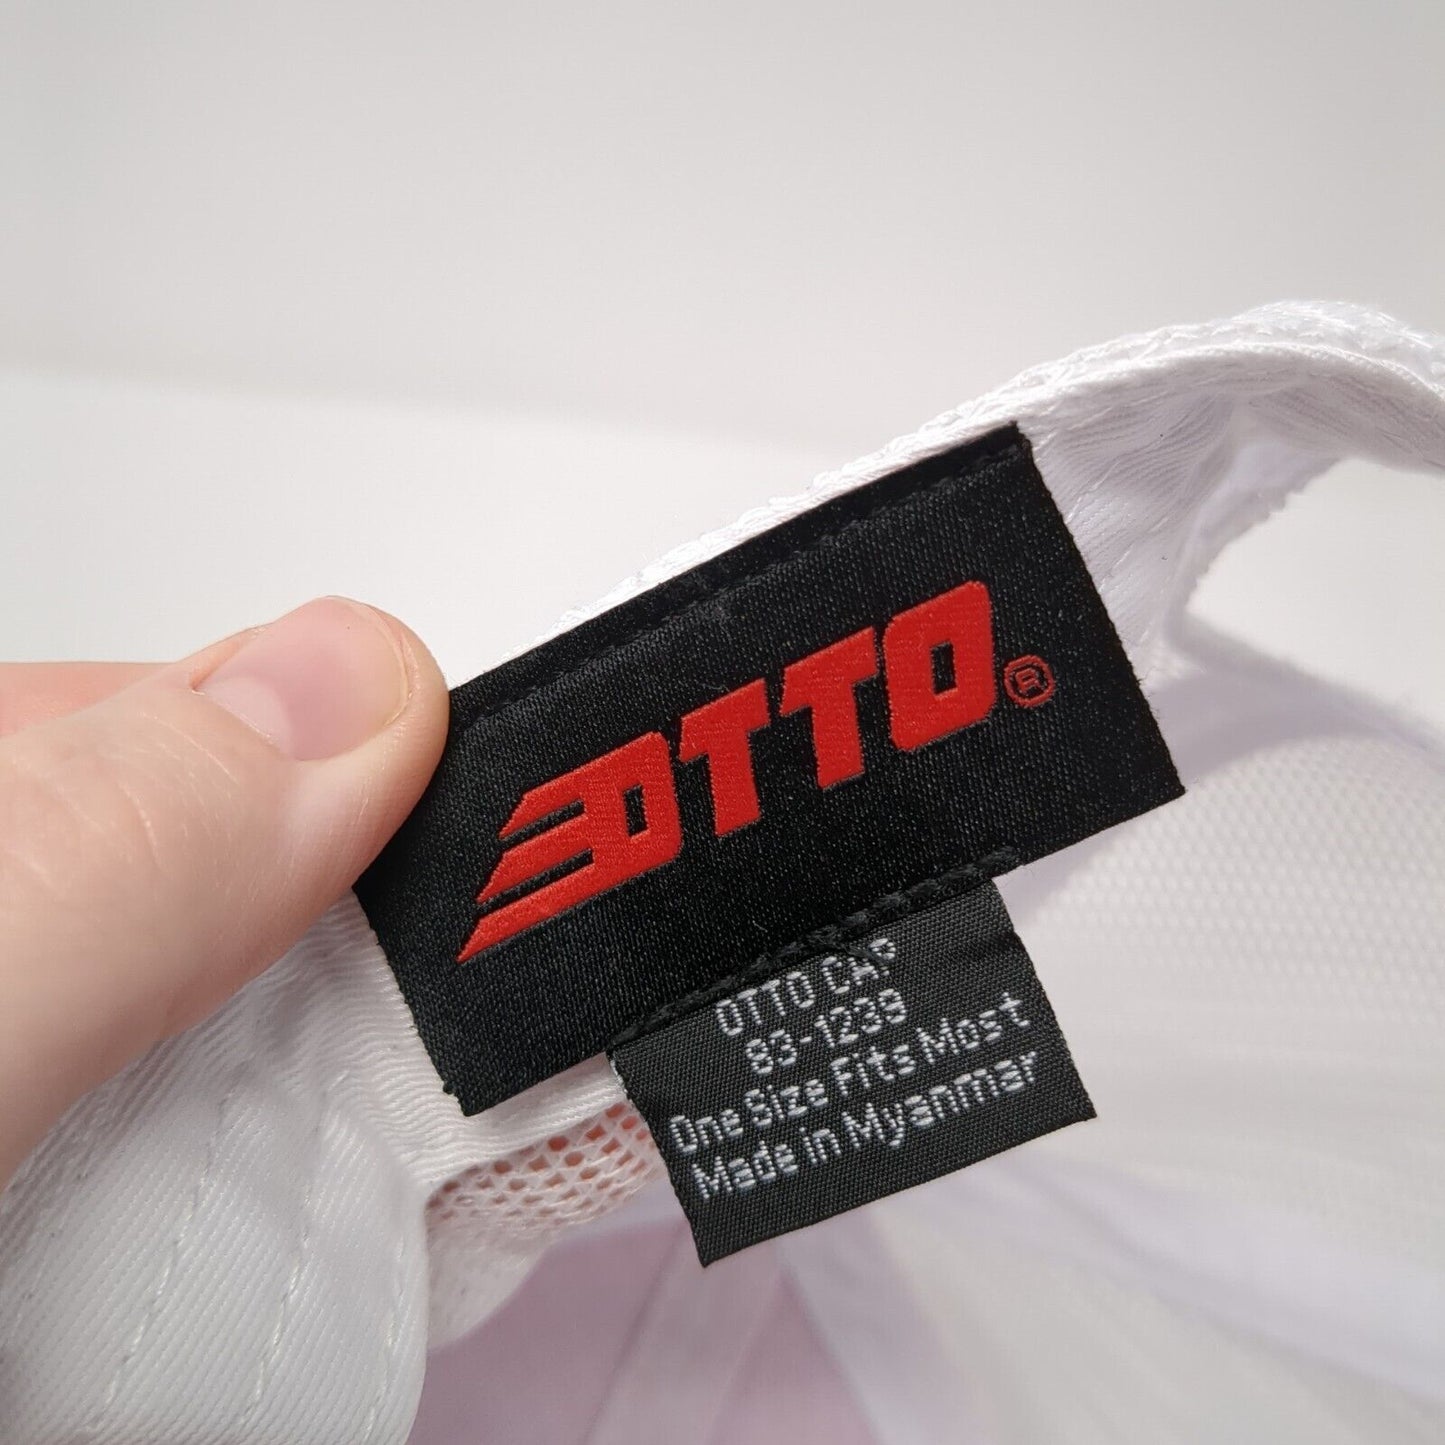 OTTO®
OTTO CAP
83-1239
One Size Fits Most
Made in Myanmar